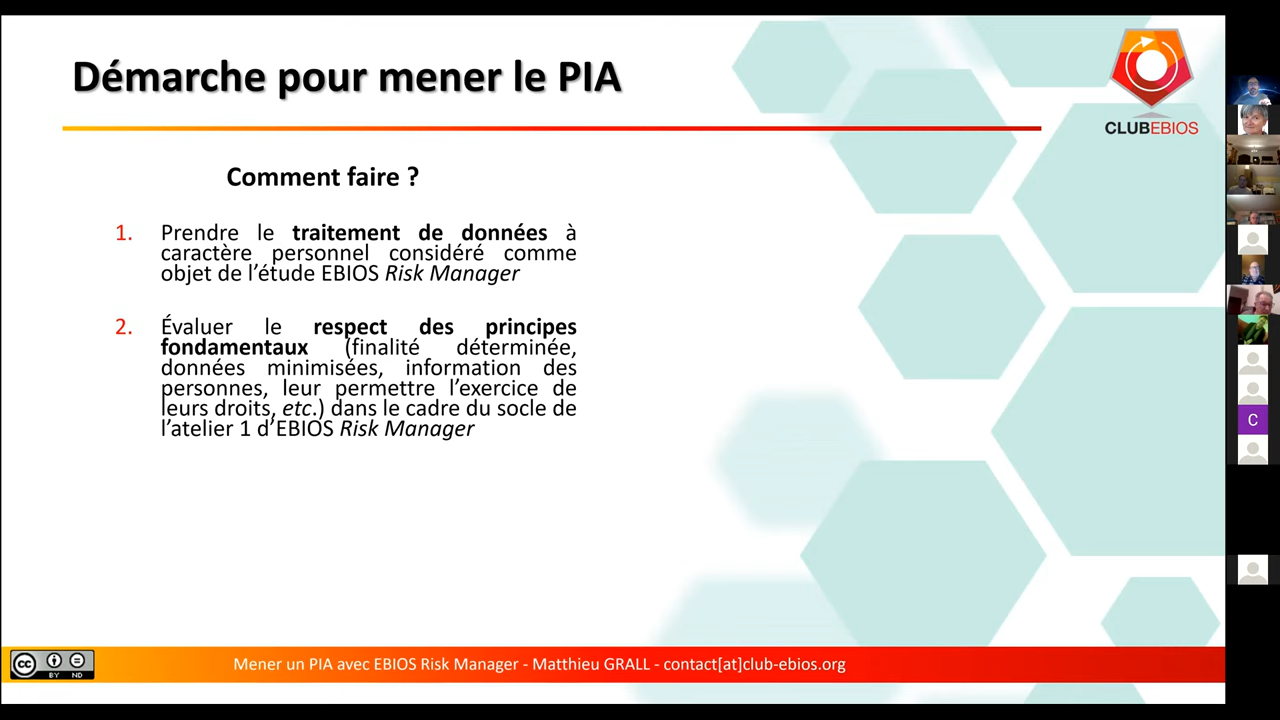 Démarche pour mener le PIA
CLUBEBIOS
Comment faire ?
1. Prendre le traitement de données à
caractère personnel considéré comme
objet de l’étude EBIOS Risk Manager
2. Évaluer le respect des principes
fondamentaux (finalité déterminée,
données minimisées, information des
personnes, leur permettre l’exercice de
leurs droits, etc.) dans le cadre du socle de
l’atelier 1 d’EBIOS Risk Manager
C
cc BY ND
Mener un PIA avec EBIOS Risk Manager - Matthieu GRALL - contact[at]club-ebios.org